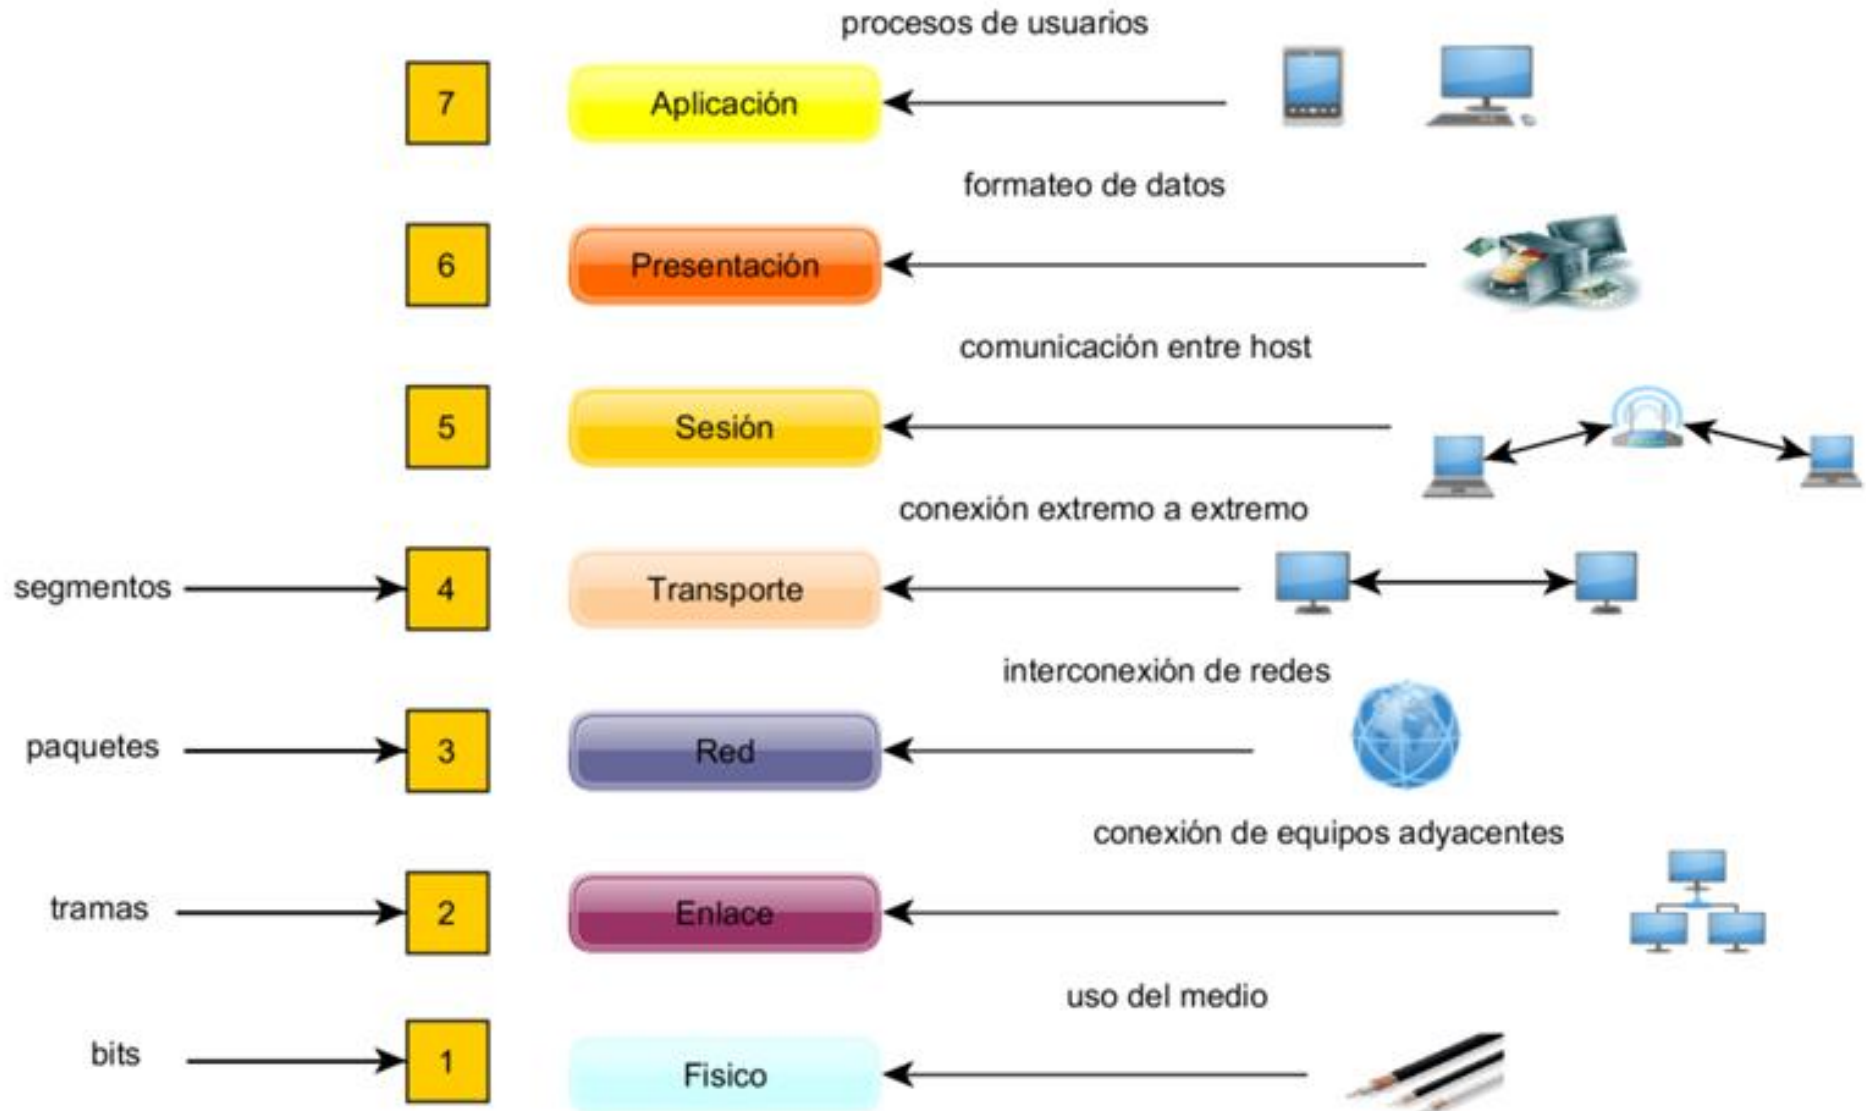 procesos de usuarios
7
Aplicación
formateo de datos
6
Presentación
comunicación entre host
5
Sesión
conexión extremo a extremo
segmentos
4
Transporte
interconexión de redes
paquetes
3
Red
conexión de equipos adyacentes
tramas
2
Enlace
uso del medio
bits
1
Fisico